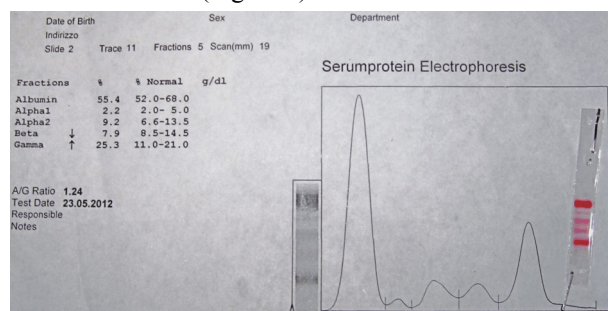 (Fig
Date of Birth Sex Department
Indirizzo
Slide 2 Trace 11 Fractions 5 Scan(mm) 19
Serumprotein Electrophoresis
Fractions % % Normal g/dl
Albumin 55.4 52.0-68.0
Alpha1 2.2 2.0- 5.0
Alpha2 9.2 6.6-13.5
Beta ↓ 7.9 8.5-14.5
Gamma ↑ 25.3 11.0-21.0
A/G Ratio 1.24
Test Date 23.05.2012
Responsible
Notes